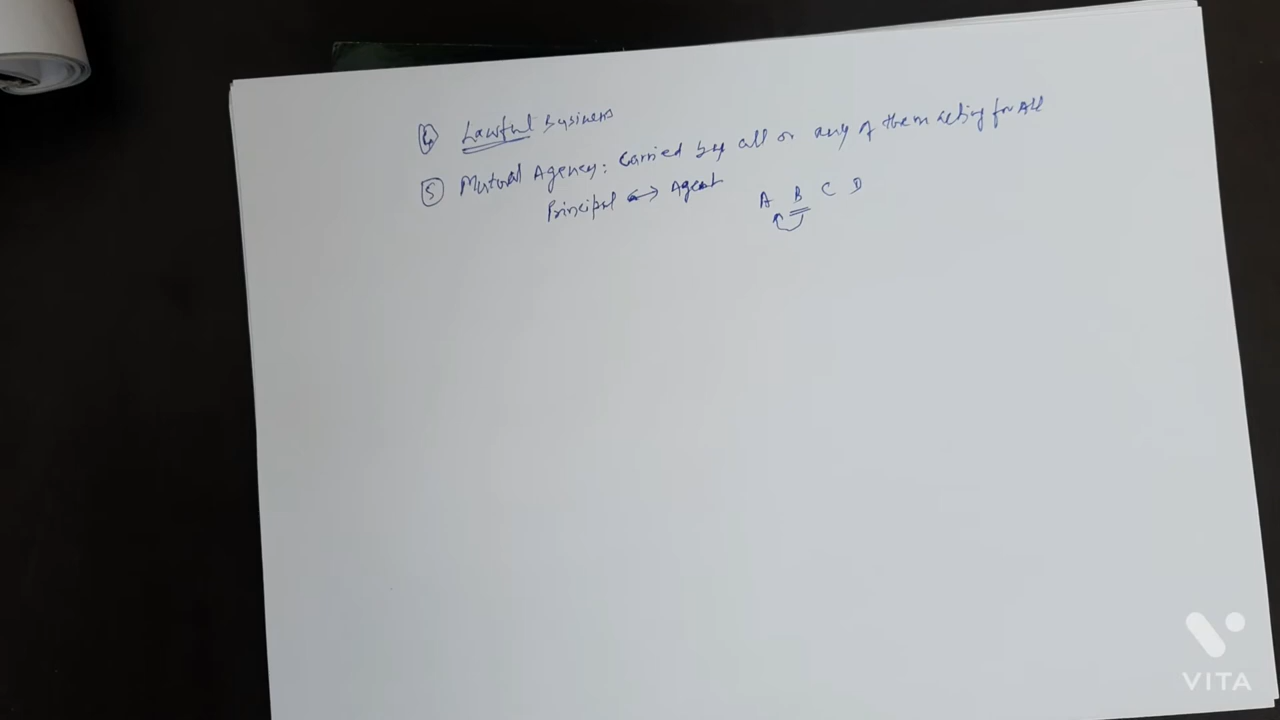 ④ Lawful Business
⑤ Mutual Agency: Carried by all or any of them acting for All
Principal ↔ Agent A B C D
VITA